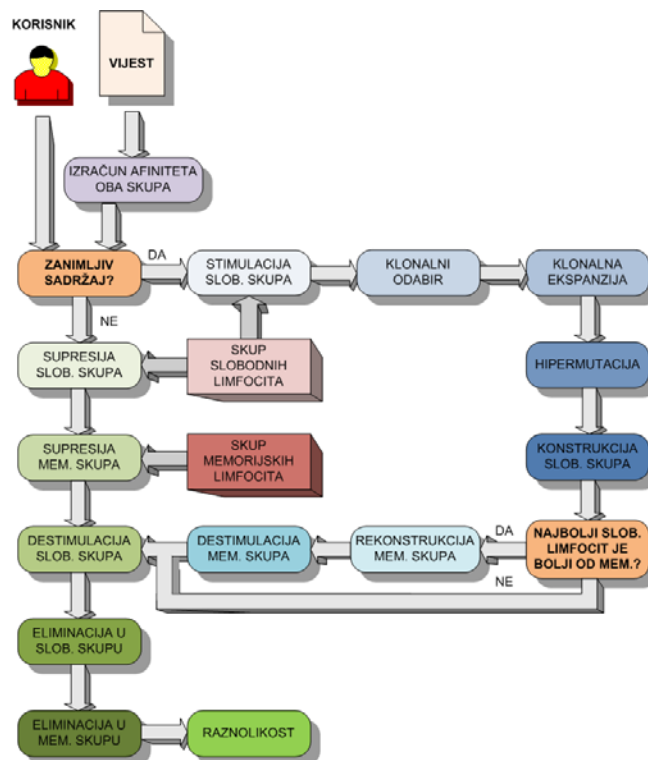 KORISNIK
VIJEST
IZRAČUN AFINITETA
OBA SKUPA
ZANIMLJIV
SADRŽAJ?
DA
STIMULACIJA
SLOB. SKUPA
KLONALNI
ODABIR
KLONALNA
EKSPANZIJA
NE
SUPRESIJA
SLOB. SKUPA
SKUP
SLOBODNIH
LIMFOCITA
HIPERMUTACIJA
SUPRESIJA
MEM. SKUPA
SKUP
MEMORIJSKIH
LIMFOCITA
KONSTRUKCIJA
SLOB. SKUPA
DESTIMULACIJA
SLOB. SKUPA
DESTIMULACIJA
MEM. SKUPA
REKONSTRUKCIJA
MEM. SKUPA
DA
NAJBOLJI SLOB.
LIMFOCIT JE
BOLJI OD MEM.?
NE
ELIMINACIJA U
SLOB. SKUPU
ELIMINACIJA U
MEM. SKUPU
RAZNOLIKOST